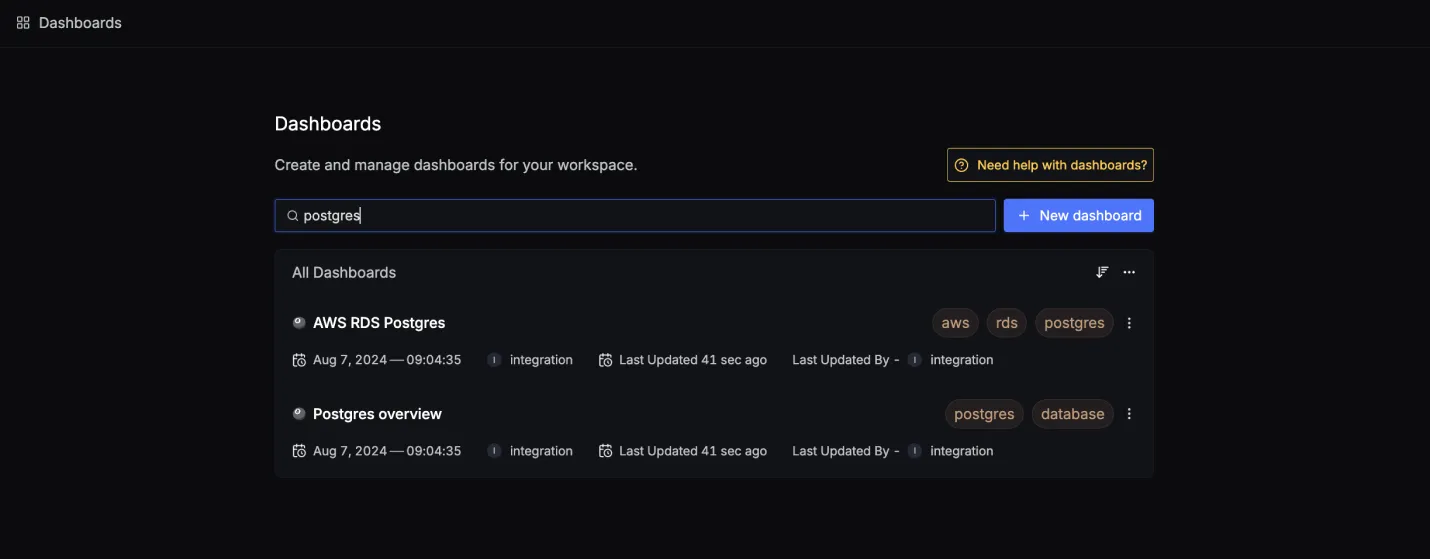 Dashboards
Dashboards
Create and manage dashboards for your workspace.
Need help with dashboards?
postgres
New dashboard
All Dashboards
AWS RDS Postgres aws rds postgres
Aug 7, 2024 — 09:04:35 I integration Last Updated 41 sec ago Last Updated By - I integration
Postgres overview postgres database
Aug 7, 2024 — 09:04:35 I integration Last Updated 41 sec ago Last Updated By - I integration